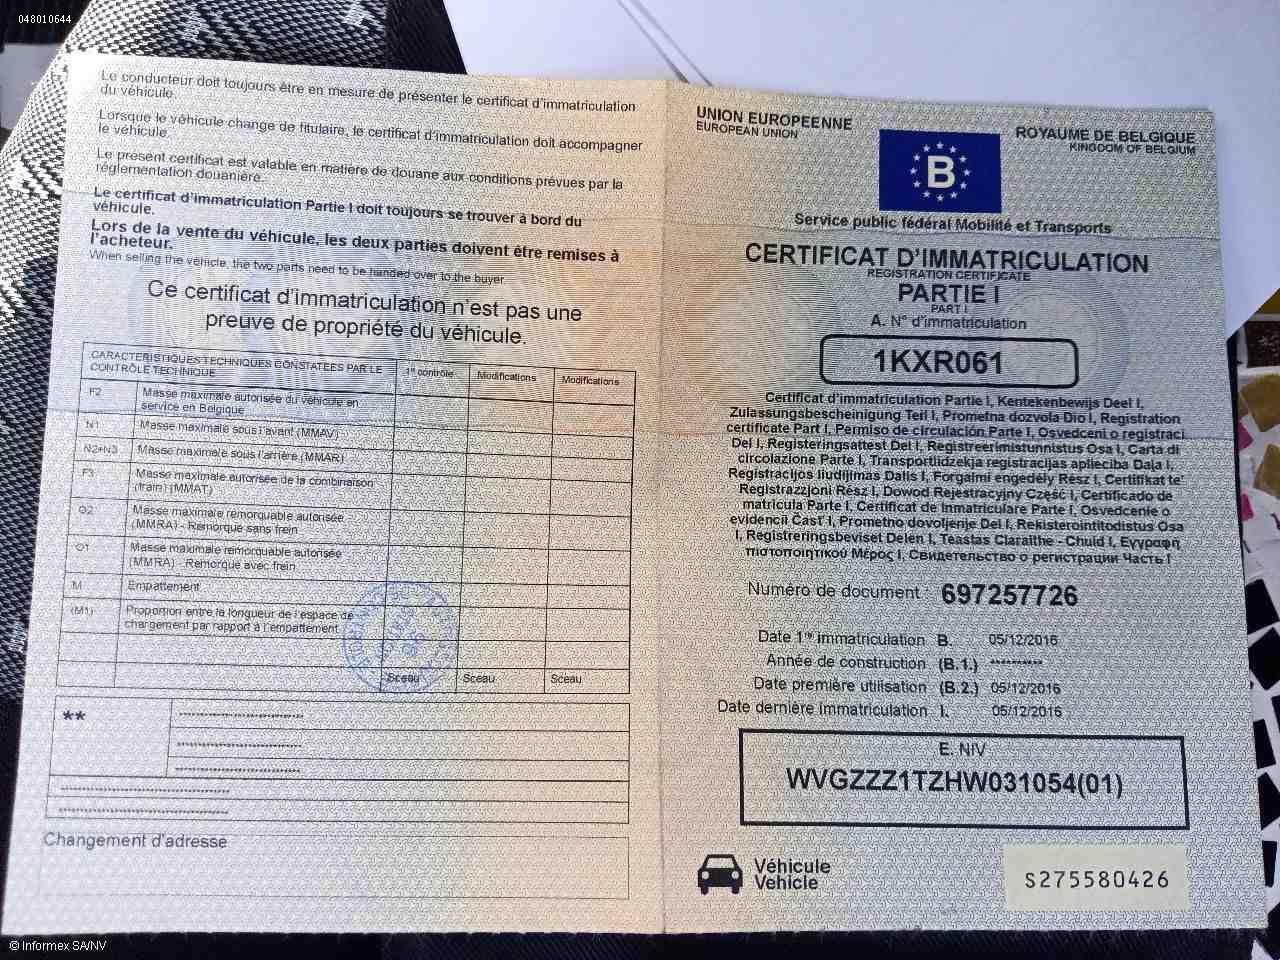 048010644
Le conducteur doit toujours être en mesure de présenter le certificat d'immatriculation
du véhicule.
Lorsque le véhicule change de titulaire, le certificat d'immatriculation doit accompagner
le véhicule.
Le présent certificat est valable en matière de douane aux conditions prévues par la
réglementation douanière.
Le certificat d'immatriculation Partie I doit toujours se trouver à bord du
véhicule.
Lors de la vente du véhicule, les deux parties doivent être remises à
l'acheteur.
When selling the vehicle, the two parts need to be handed over to the buyer
Ce certificat d'immatriculation n'est pas une
preuve de propriété du véhicule.
CARACTERISTIQUES TECHNIQUES CONSTATÉES PAR LE
CONTRÔLE TECHNIQUE
1er contrôle
Modifications
Modifications
F2 Masse maximale autorisée du véhicule en
service en Belgique
N1 Masse maximale sous l'avant (MMAV)
N2+N3 Masse maximale sous l'arrière (MMAR)
F3 Masse maximale autorisée de la combinaison
(train) (MMAT)
O2 Masse maximale remorquable autorisée
(MMRA) - Remorque sans frein
O1 Masse maximale remorquable autorisée
(MMRA) - Remorque avec frein
M Empattement
(M1) Proportion entre la longueur de l'espace de
chargement par rapport à l'empattement
Sceau Sceau Sceau
**
Changement d'adresse
© Informex SA/NV
UNION EUROPEENNE
EUROPEAN UNION
B
ROYAUME DE BELGIQUE
KINGDOM OF BELGIUM
Service public fédéral Mobilité et Transports
CERTIFICAT D'IMMATRICULATION
REGISTRATION CERTIFICATE
PARTIE I
PART I
A. N° d'immatriculation
1KXR061
Certificat d'immatriculation Partie I, Kentekenbewijs Deel I,
Zulassungsbescheinigung Teil I, Prometna dozvola Dio I, Registration
certificate Part I, Permiso de circulación Parte I, Osvedceni o registraci
Del I, Registeringsattest Del I, Registreerimistunnistus Osa I, Carta di
circolazione Parte I, Transportlidzekja registracijas aplieciba Daļa I,
Registracijos liudijimas Dalis I, Forgalmi engedély Rész I, Certifikat te'
Registrazzjoni Rész I, Dowod Rejestracyjny Część I, Certificado de
matricula Parte I, Certificat de Inmatriculare Parte I, Osvedcenie o
evidencii Časť I, Prometno dovoljenje Del I, Rekisterointitodistus Osa
I, Registreringsbeviset Delen I, Teastas Claraithe - Chuid I, Εγγραφη
πιστοποιητικού Μέρος I, Свидетельство о регистрации Часть I
Numéro de document : 697257726
Date 1re immatriculation B. 05/12/2016
Année de construction (B.1.) **********
Date première utilisation (B.2.) 05/12/2016
Date dernière immatriculation I. 05/12/2016
E. NIV
WVGZZZ1TZHW031054(01)
Véhicule
Vehicle
S275580426